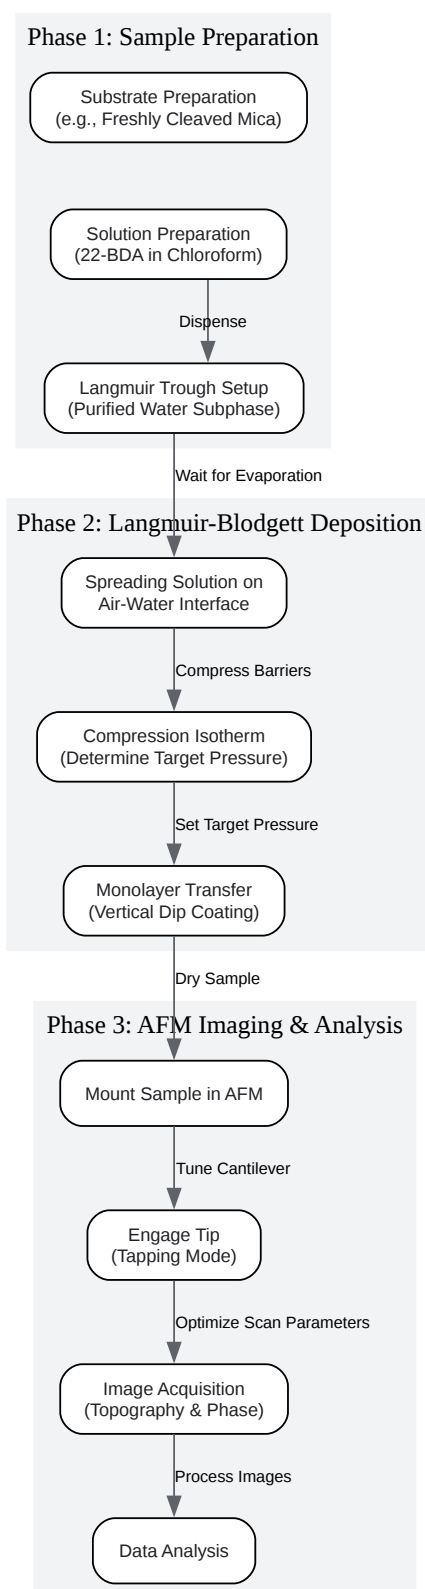 Phase 1: Sample Preparation
Substrate Preparation
(e.g., Freshly Cleaved Mica)
Solution Preparation
(22-BDA in Chloroform)
Dispense
Langmuir Trough Setup
(Purified Water Subphase)
Wait for Evaporation
Phase 2: Langmuir-Blodgett Deposition
Spreading Solution on
Air-Water Interface
Compress Barriers
Compression Isotherm
(Determine Target Pressure)
Set Target Pressure
Monolayer Transfer
(Vertical Dip Coating)
Dry Sample
Phase 3: AFM Imaging & Analysis
Mount Sample in AFM
Tune Cantilever
Engage Tip
(Tapping Mode)
Optimize Scan Parameters
Image Acquisition
(Topography & Phase)
Process Images
Data Analysis